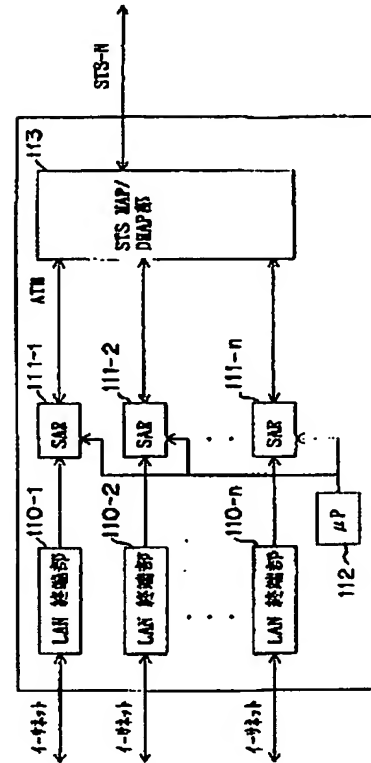 イーサネット
LAN 終端部
110-1
SAR
111-1
ATM
イーサネット
LAN 終端部
110-2
SAR
111-2
STS MAP/
DMAP部
113
STS-N
イーサネット
LAN 終端部
110-n
SAR
111-n
μP
112